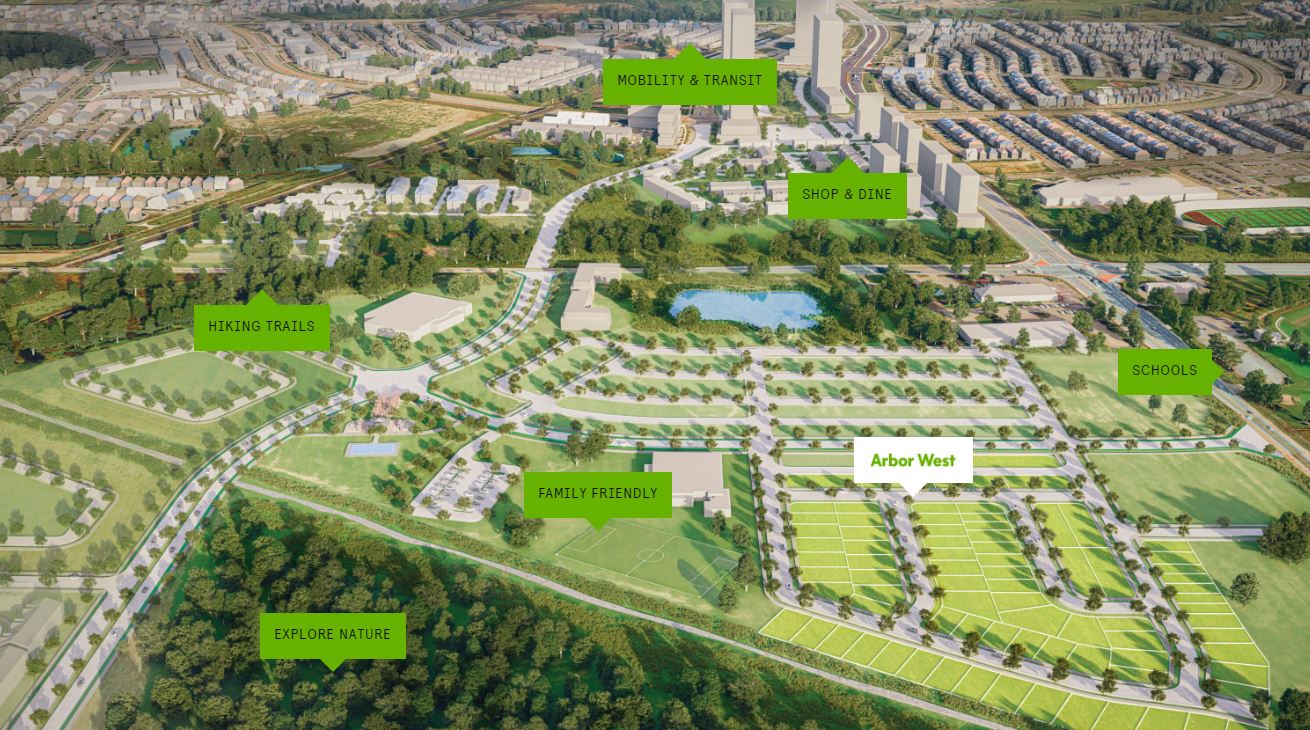 MOBILITY & TRANSIT
SHOP & DINE
HIKING TRAILS
SCHOOLS
Arbor West
FAMILY FRIENDLY
EXPLORE NATURE